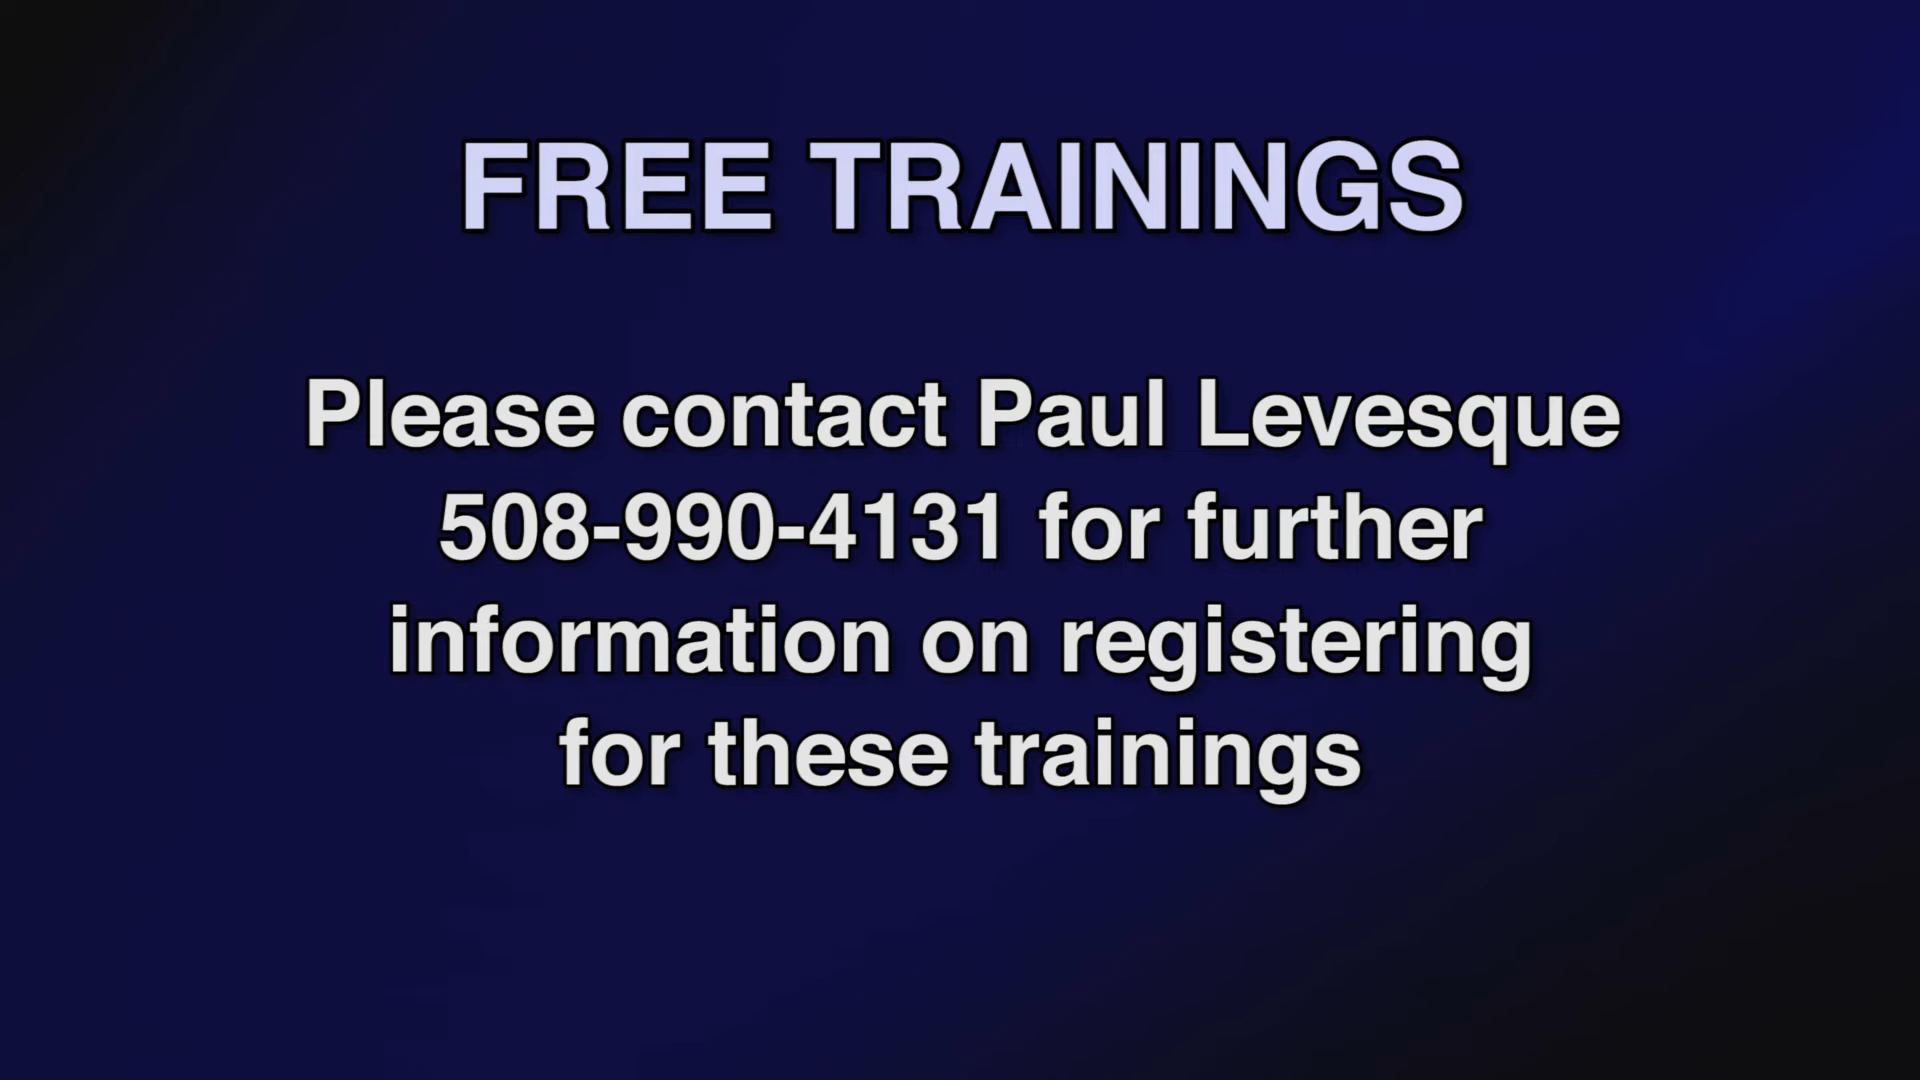 FREE TRAININGS
Please contact Paul Levesque
508-990-4131 for further
information on registering
for these trainings